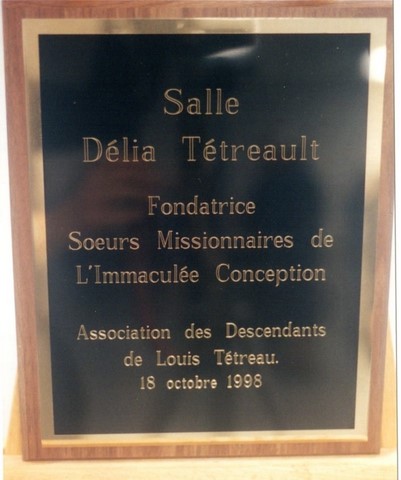 Salle
Délia Tétreault
Fondatrice
Soeurs Missionnaires de
L'Immaculée Conception
Association des Descendants
de Louis Tétreau.
18 octobre 1998